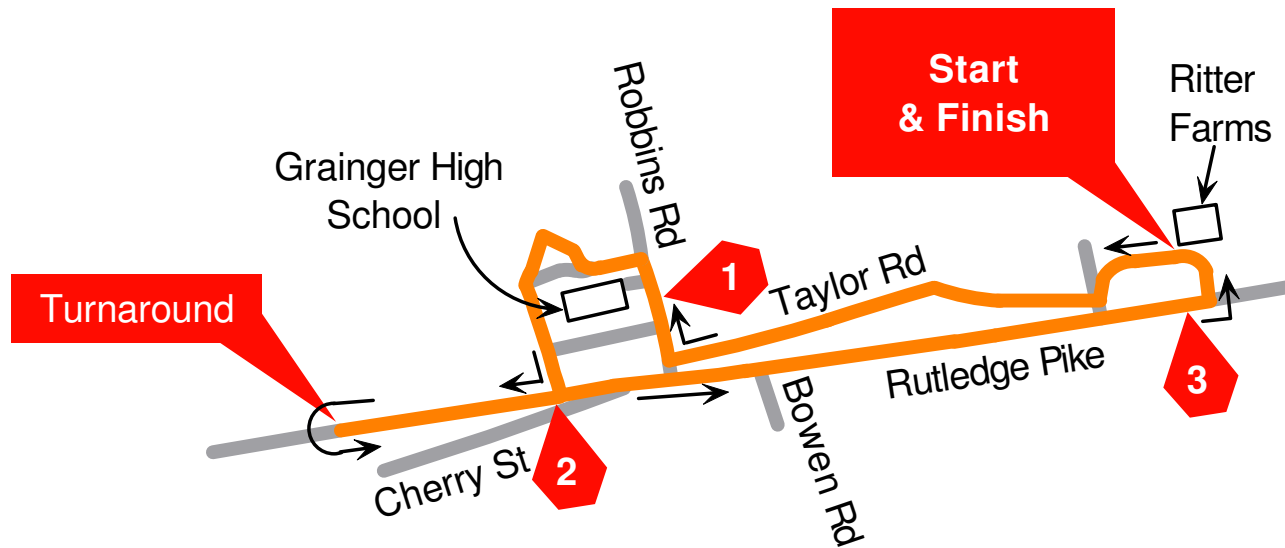 Start
& Finish
Ritter
Farms
Robbins Rd
Grainger High
School
1
Taylor Rd
Turnaround
Rutledge Pike
3
Bowen Rd
2
Cherry St